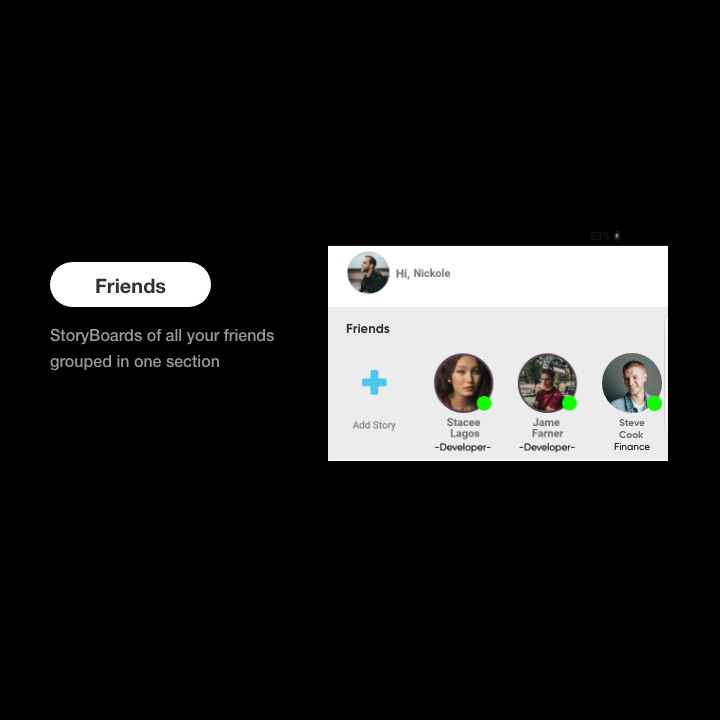 Friends
StoryBoards of all your friends
grouped in one section
83%
Hi, Nickole
Friends
Add Story
Stacee
Lagos
-Developer-
Jame
Farner
-Developer-
Steve
Cook
Finance